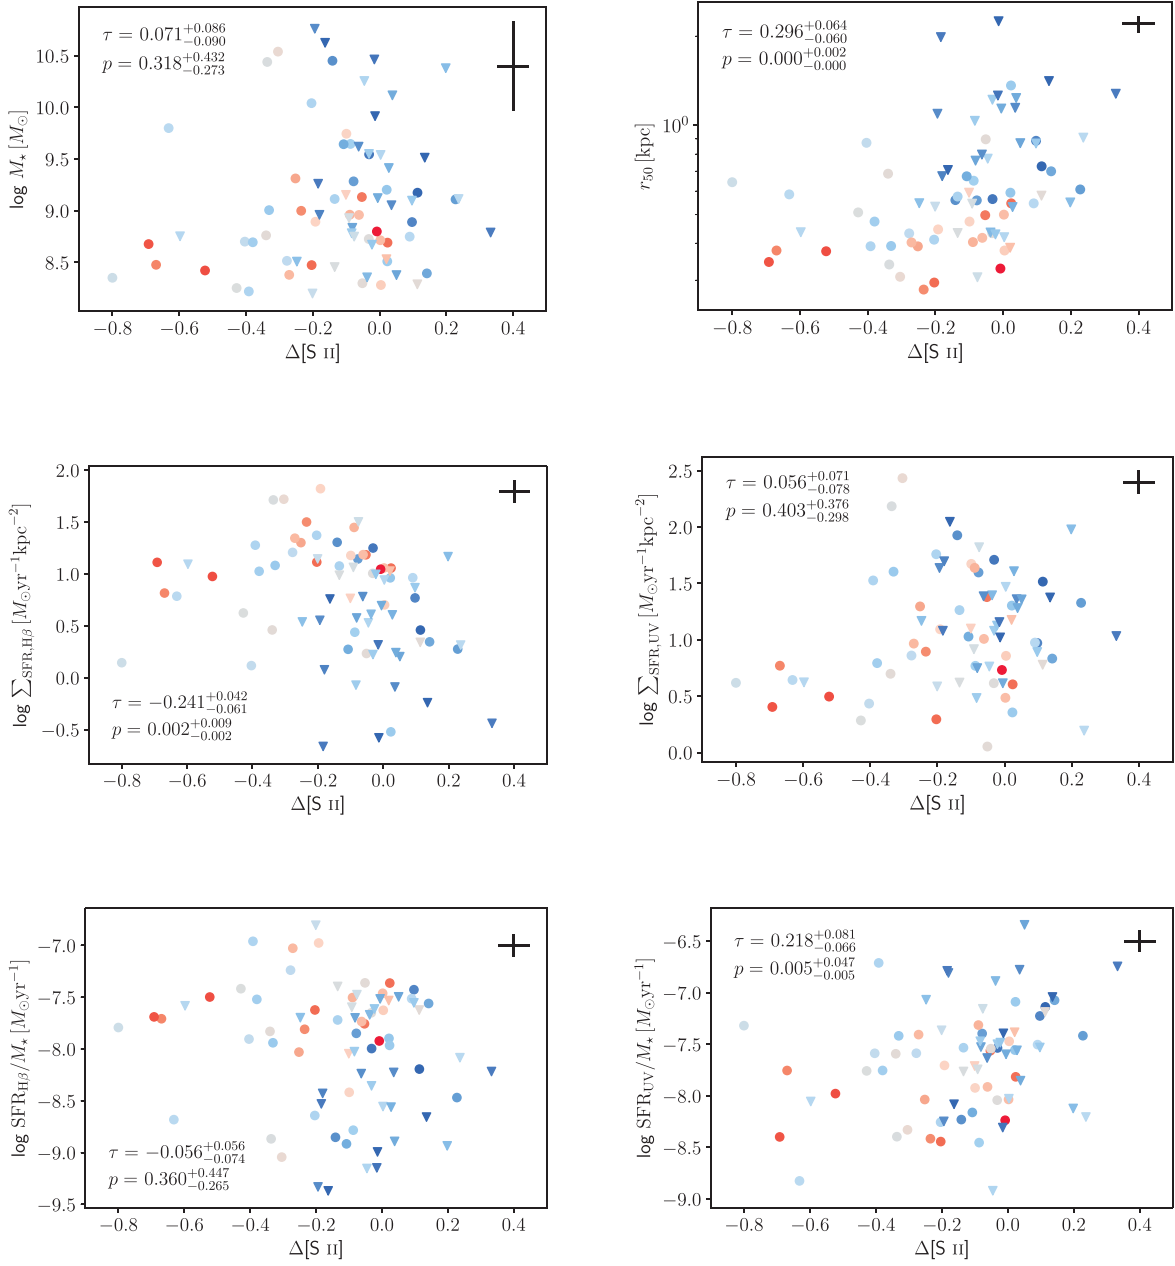 τ = 0.071+0.086−0.090
p = 0.318+0.432−0.273
10.5
10.0
9.5
9.0
8.5
log M⋆ [M⊙]
−0.8 −0.6 −0.4 −0.2 0.0 0.2 0.4
Δ[S II]
τ = 0.296+0.064−0.060
p = 0.000+0.002−0.000
10⁰
r50 [kpc]
−0.8 −0.6 −0.4 −0.2 0.0 0.2 0.4
Δ[S II]
2.0
1.5
1.0
0.5
0.0
−0.5
log ∑SFR,Hβ [M⊙yr−1kpc−2]
τ = −0.241+0.042−0.061
p = 0.002+0.009−0.002
−0.8 −0.6 −0.4 −0.2 0.0 0.2 0.4
Δ[S II]
τ = 0.056+0.071−0.078
p = 0.403+0.376−0.298
2.5
2.0
1.5
1.0
0.5
0.0
log ∑SFR,UV [M⊙yr−1kpc−2]
−0.8 −0.6 −0.4 −0.2 0.0 0.2 0.4
Δ[S II]
−7.0
−7.5
−8.0
−8.5
−9.0
−9.5
log SFRHβ/M⋆ [M⊙yr−1]
τ = −0.056+0.056−0.074
p = 0.360+0.447−0.265
−0.8 −0.6 −0.4 −0.2 0.0 0.2 0.4
Δ[S II]
τ = 0.218+0.081−0.066
p = 0.005+0.047−0.005
−6.5
−7.0
−7.5
−8.0
−8.5
−9.0
log SFRUV/M⋆ [M⊙yr−1]
−0.8 −0.6 −0.4 −0.2 0.0 0.2 0.4
Δ[S II]